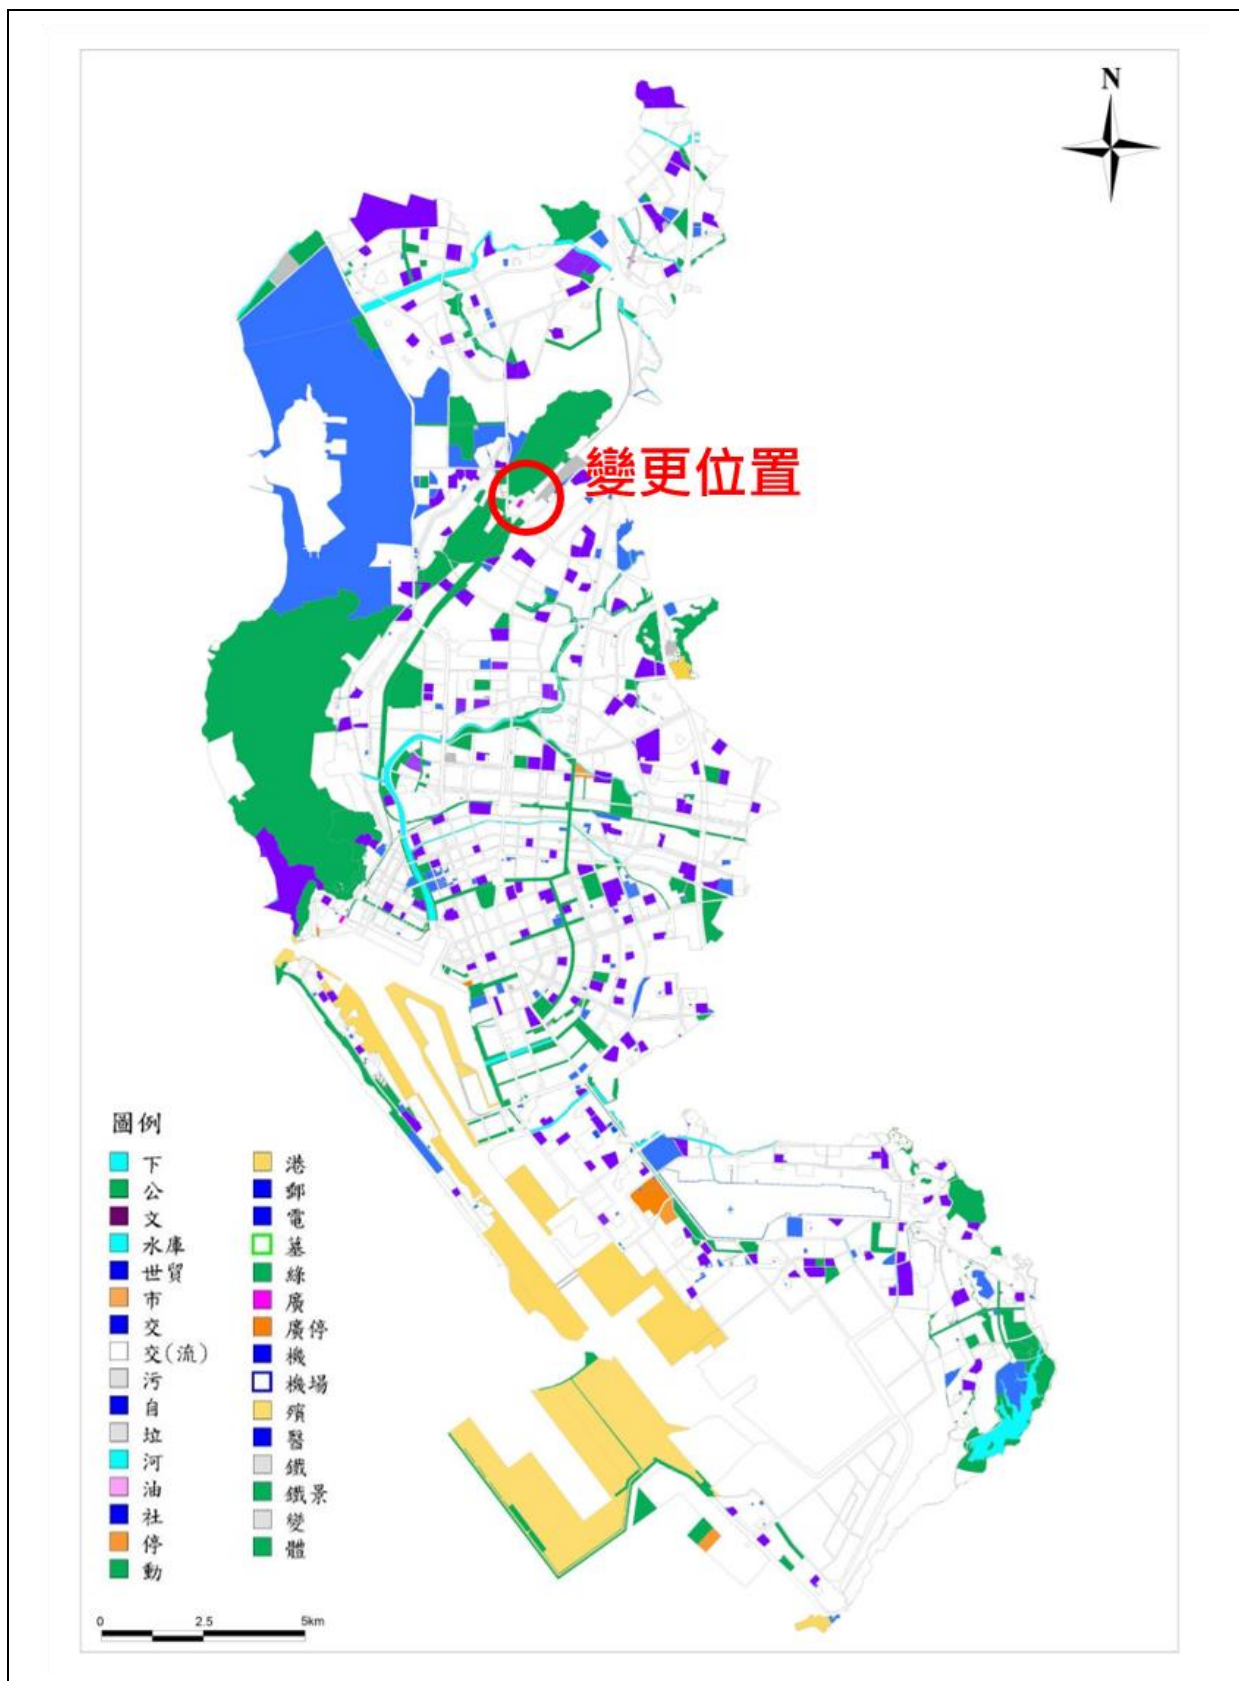 N
變更位置
圖例
下
公
文
水庫
世貿
市
交
交(流)
污
自
垃
河
油
社
停
動
港
郵
電
墓
綠
廣
廣停
機
機場
殯
醫
鐵
鐵景
變
體
0 2.5 5km